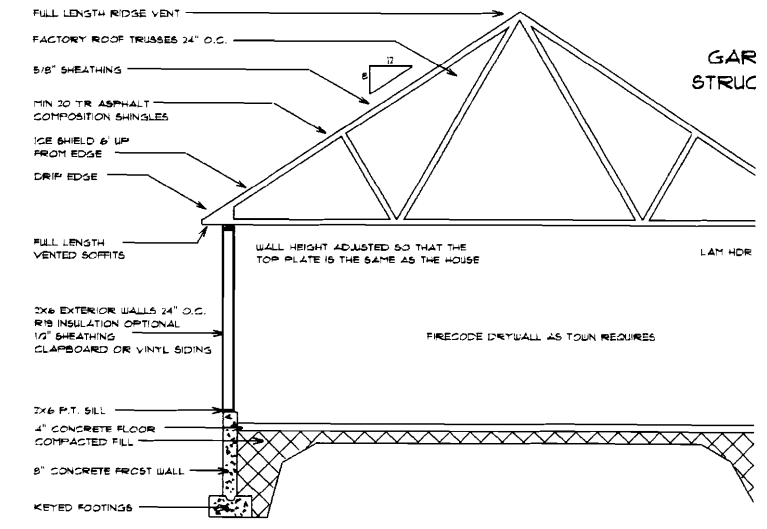 FULL LENGTH RIDGE VENT
FACTORY ROOF TRUSSES 24" O.C.
5/8" SHEATHING
12
8
GAR
STRUC
MIN 20 YR ASPHALT
COMPOSITION SHINGLES
ICE SHIELD 6' UP
FROM EDGE
DRIP EDGE
FULL LENGTH
VENTED SOFFITS
WALL HEIGHT ADJUSTED SO THAT THE
TOP PLATE IS THE SAME AS THE HOUSE
LAM HDR
2X6 EXTERIOR WALLS 24" O.C.
R19 INSULATION OPTIONAL
1/2" SHEATHING
CLAPBOARD OR VINYL SIDING
FIRECODE DRYWALL AS TOWN REQUIRES
2X6 P.T. SILL
4" CONCRETE FLOOR
COMPACTED FILL
8" CONCRETE FROST WALL
KEYED FOOTINGS